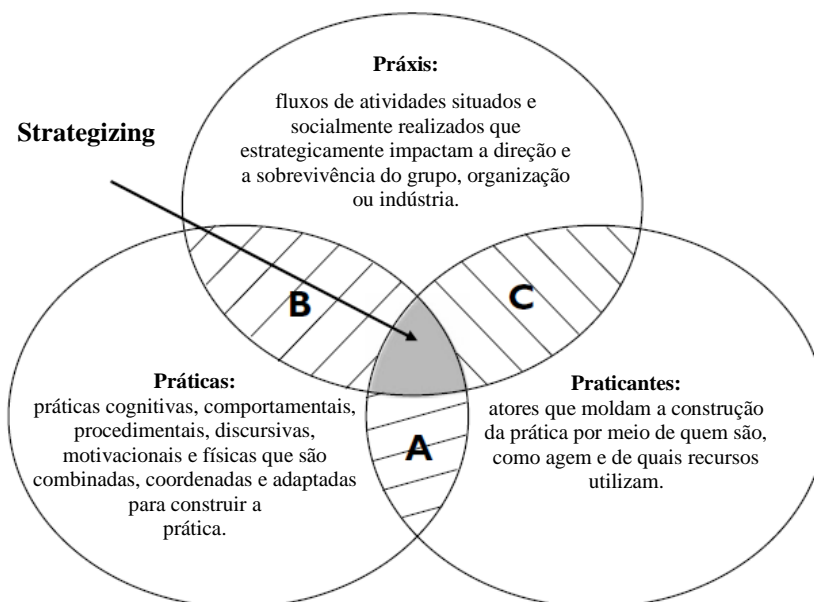 Práxis:
fluxos de atividades situados e
socialmente realizados que
estrategicamente impactam a direção e
a sobrevivência do grupo, organização
ou indústria.
Strategizing
B
C
Práticas:
práticas cognitivas, comportamentais,
procedimentais, discursivas,
motivacionais e físicas que são
combinadas, coordenadas e adaptadas
para construir a
prática.
Praticantes:
atores que moldam a construção
da prática por meio de quem são,
como agem e de quais recursos
utilizam.
A